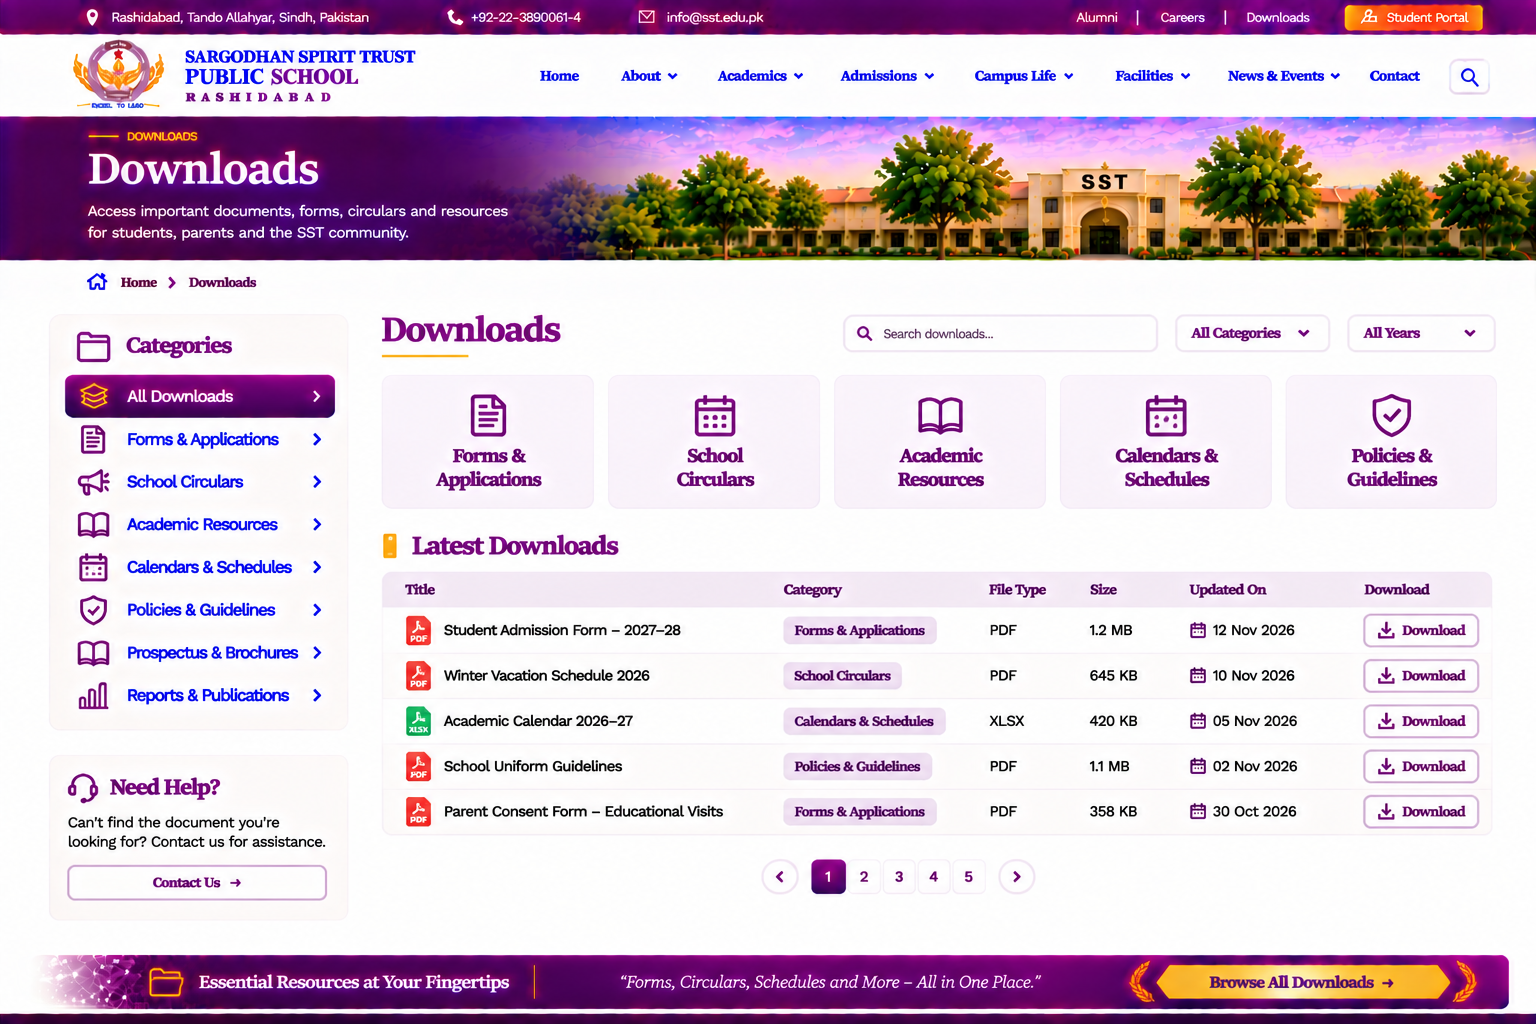 Rashidabad, Tando Allahyar, Sindh, Pakistan
+92-22-3890061-4
info@sst.edu.pk
Alumni | Careers | Downloads
Student Portal
SARGODHAN SPIRIT TRUST
PUBLIC SCHOOL
RASHIDABAD
Home
About
Academics
Admissions
Campus Life
Facilities
News & Events
Contact
DOWNLOADS
Downloads
Access important documents, forms, circulars and resources
for students, parents and the SST community.
SST
Home > Downloads
Categories
All Downloads
Forms & Applications
School Circulars
Academic Resources
Calendars & Schedules
Policies & Guidelines
Prospectus & Brochures
Reports & Publications
Need Help?
Can't find the document you're
looking for? Contact us for assistance.
Contact Us →
Downloads
Search downloads...
All Categories
All Years
Forms &
Applications
School
Circulars
Academic
Resources
Calendars &
Schedules
Policies &
Guidelines
Latest Downloads
Title Category File Type Size Updated On Download
PDF Student Admission Form – 2027–28 Forms & Applications PDF 1.2 MB 12 Nov 2026 Download
PDF Winter Vacation Schedule 2026 School Circulars PDF 645 KB 10 Nov 2026 Download
XLSX Academic Calendar 2026–27 Calendars & Schedules XLSX 420 KB 05 Nov 2026 Download
PDF School Uniform Guidelines Policies & Guidelines PDF 1.1 MB 02 Nov 2026 Download
PDF Parent Consent Form – Educational Visits Forms & Applications PDF 358 KB 30 Oct 2026 Download
1 2 3 4 5
Essential Resources at Your Fingertips
“Forms, Circulars, Schedules and More – All in One Place.”
Browse All Downloads →